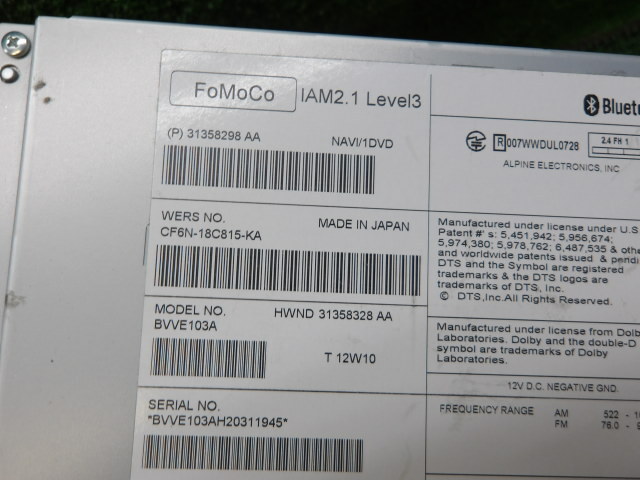 FoMoCo IAM2.1 Level3
(P) 31358298 AA NAVI/1DVD
WERS NO. MADE IN JAPAN
CF6N-18C815-KA
MODEL NO. HWND 31358328 AA
BVVE103A
T 12W10
SERIAL NO.
*BVVE103AH20311945*
R 007WWDUL0728 2.4 FH 1
ALPINE ELECTRONICS, INC
Manufactured under license under U.S
Patent #' s: 5,451,942; 5,956,674;
5,974,380; 5,978,762; 6,487,535 &
and worldwide patents issued &
DTS and the Symbol are registered
trademarks & the DTS logos are
trademarks of DTS, Inc.
© DTS,Inc.All Rights Reserved.
Manufactured under license from
Laboratories. Dolby and the double-D
symbol are trademarks of Dolby
Laboratories.
12V D.C. NEGATIVE GND.
FREQUENCY RANGE AM 522 -
FM 76.0 -